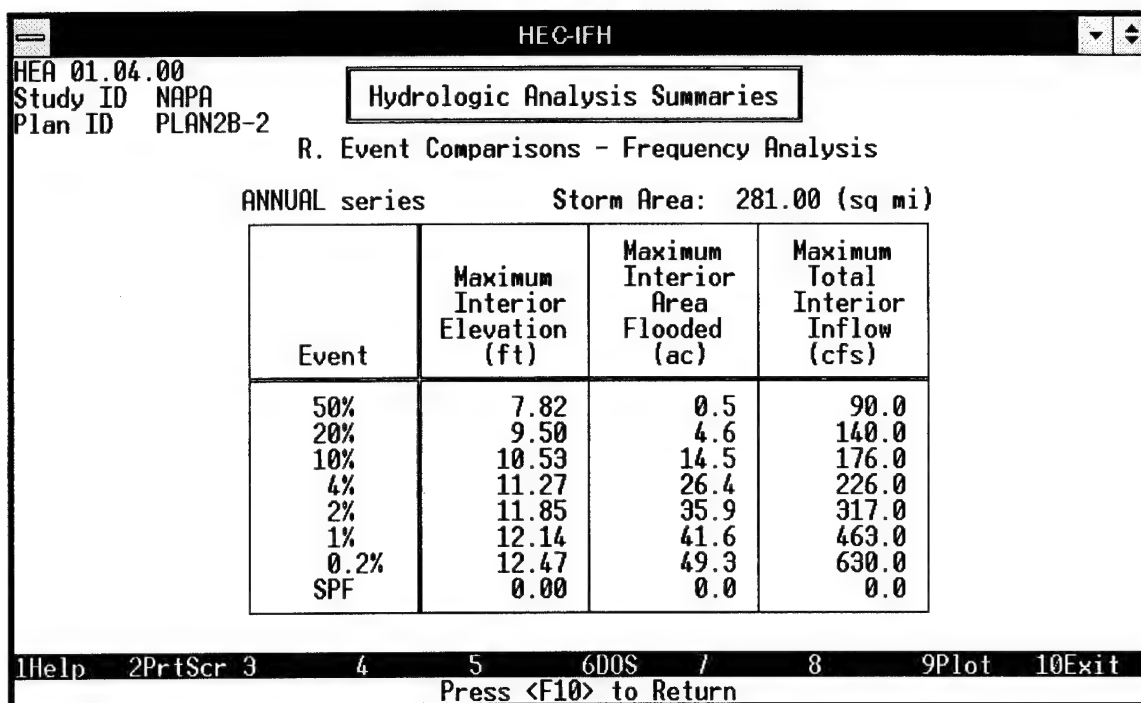 HEC-IFH
HEA 01.04.00
Study ID NAPA
Plan ID PLAN2B-2
Hydrologic Analysis Summaries
R. Event Comparisons - Frequency Analysis
ANNUAL series Storm Area: 281.00 (sq mi)
Event
Maximum
Interior
Elevation
(ft)
Maximum
Interior
Area
Flooded
(ac)
Maximum
Total
Interior
Inflow
(cfs)
50% 7.82 0.5 90.0
20% 9.50 4.6 140.0
10% 10.53 14.5 176.0
4% 11.27 26.4 226.0
2% 11.85 35.9 317.0
1% 12.14 41.6 463.0
0.2% 12.47 49.3 630.0
SPF 0.00 0.0 0.0
1Help 2PrtScr 3 4 5 6DOS 7 8 9Plot 10Exit
Press <F10> to Return